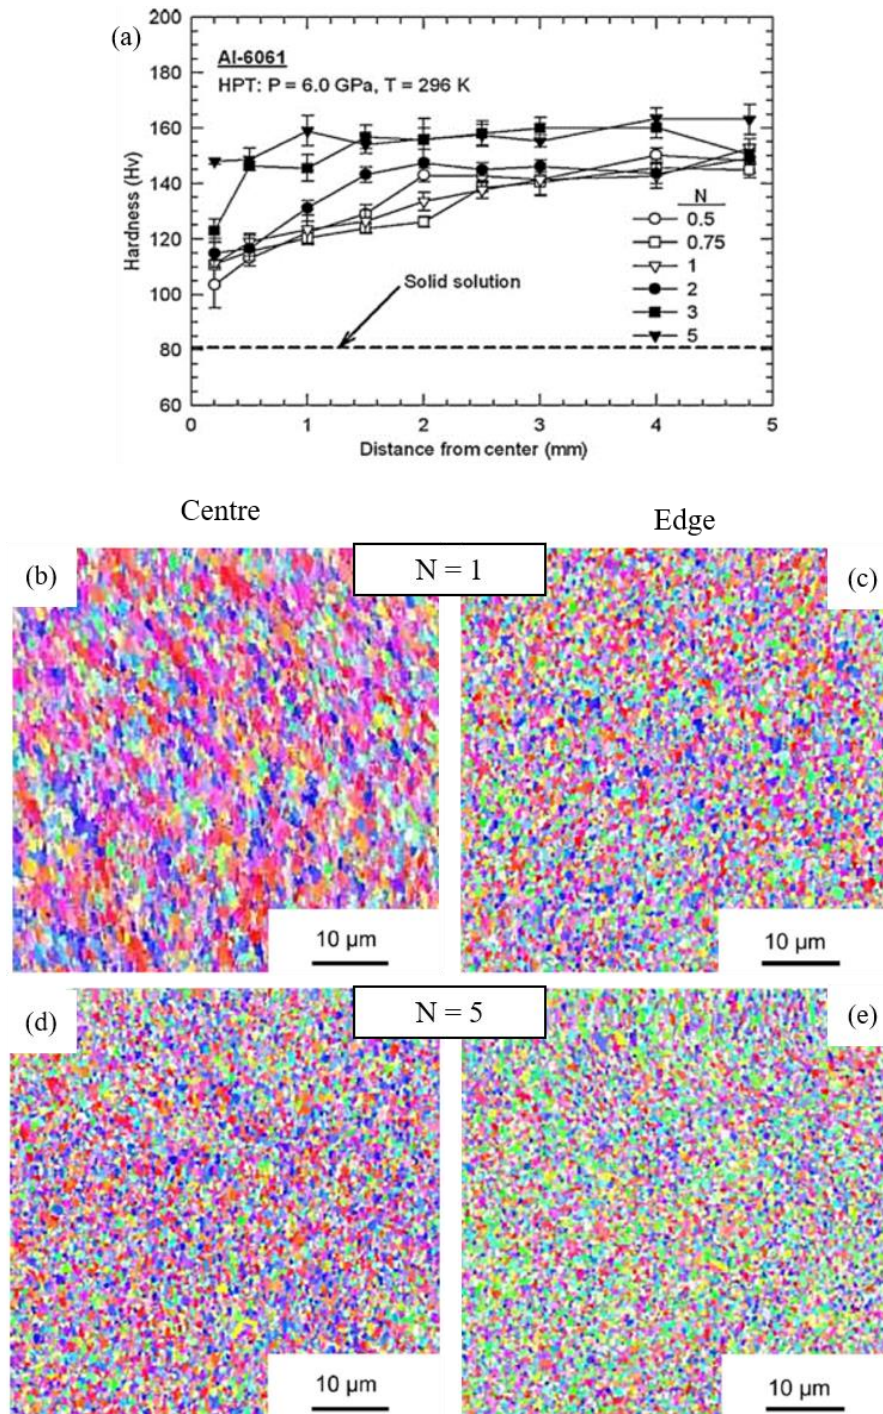 (a)
200
180
160
140
120
100
80
60
Hardness (Hv)
Al-6061
HPT: P = 6.0 GPa, T = 296 K
N
0.5
0.75
1
2
3
5
Solid solution
0 1 2 3 4 5
Distance from center (mm)
Centre Edge
(b) N = 1 (c)
10 µm 10 µm
(d) N = 5 (e)
10 µm 10 µm